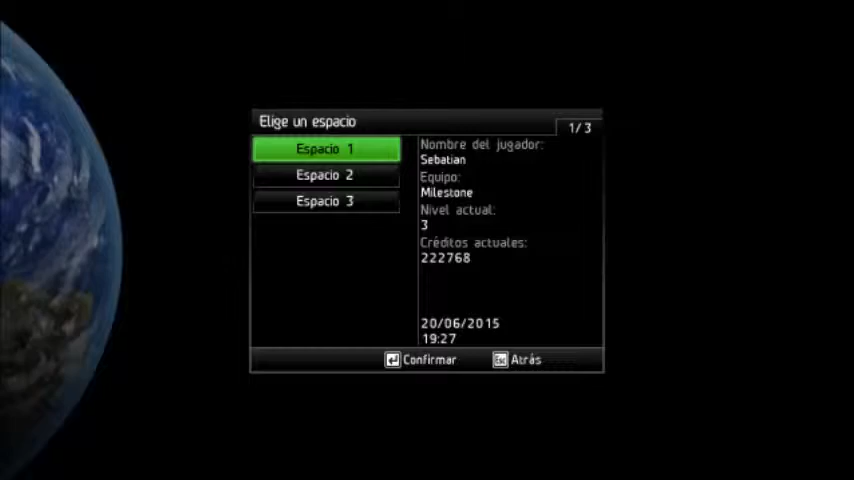 Elige un espacio
1/3
Espacio 1
Espacio 2
Espacio 3
Nombre del jugador:
Sebatian
Equipo:
Milestone
Nivel actual:
3
Créditos actuales:
222768
20/06/2015
19:27
Confirmar
Esc Atrás